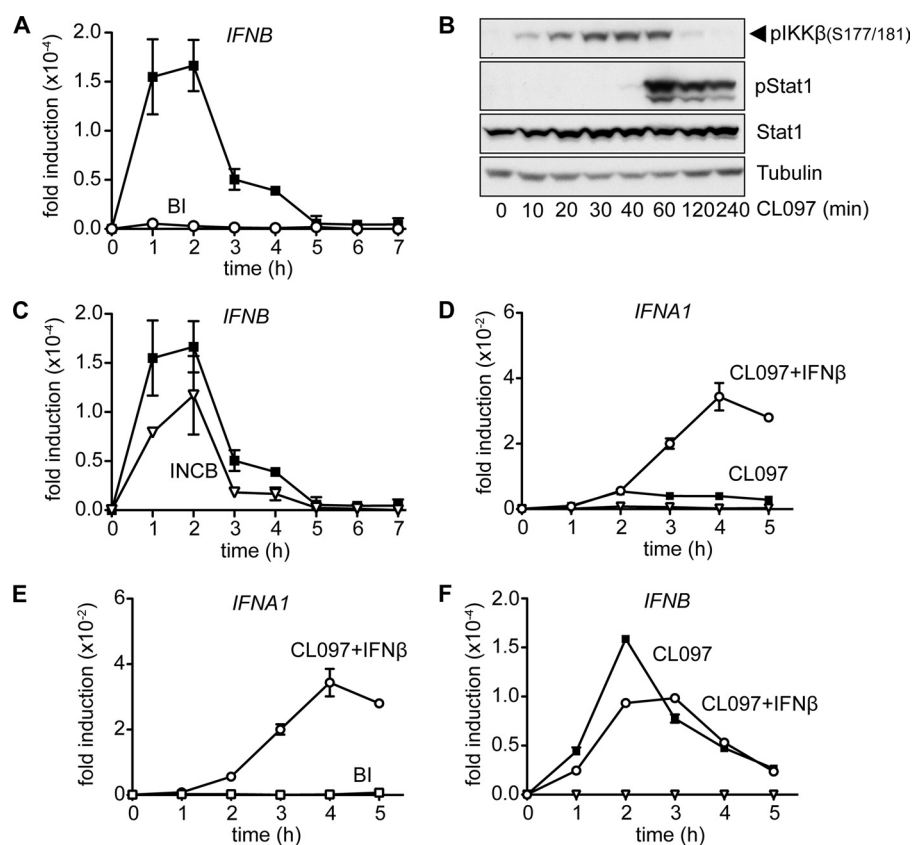 A
IFNB
fold induction (x10-4)
2.0
1.5
1.0
0.5
0.0
BI
0 1 2 3 4 5 6 7
time (h)
B
pIKKβ(S177/181)
pStat1
Stat1
Tubulin
0 10 20 30 40 60 120 240 CL097 (min)
C
IFNB
fold induction (x10-4)
2.0
1.5
1.0
0.5
0.0
INCB
0 1 2 3 4 5 6 7
time (h)
D
IFNA1
fold induction (x10-2)
6
4
2
0
CL097+IFNβ
CL097
0 1 2 3 4 5
time (h)
E
IFNA1
fold induction (x10-2)
6
4
2
0
CL097+IFNβ
BI
0 1 2 3 4 5
time (h)
F
IFNB
fold induction (x10-4)
2.0
1.5
1.0
0.5
0.0
CL097
CL097+IFNβ
0 1 2 3 4 5
time (h)